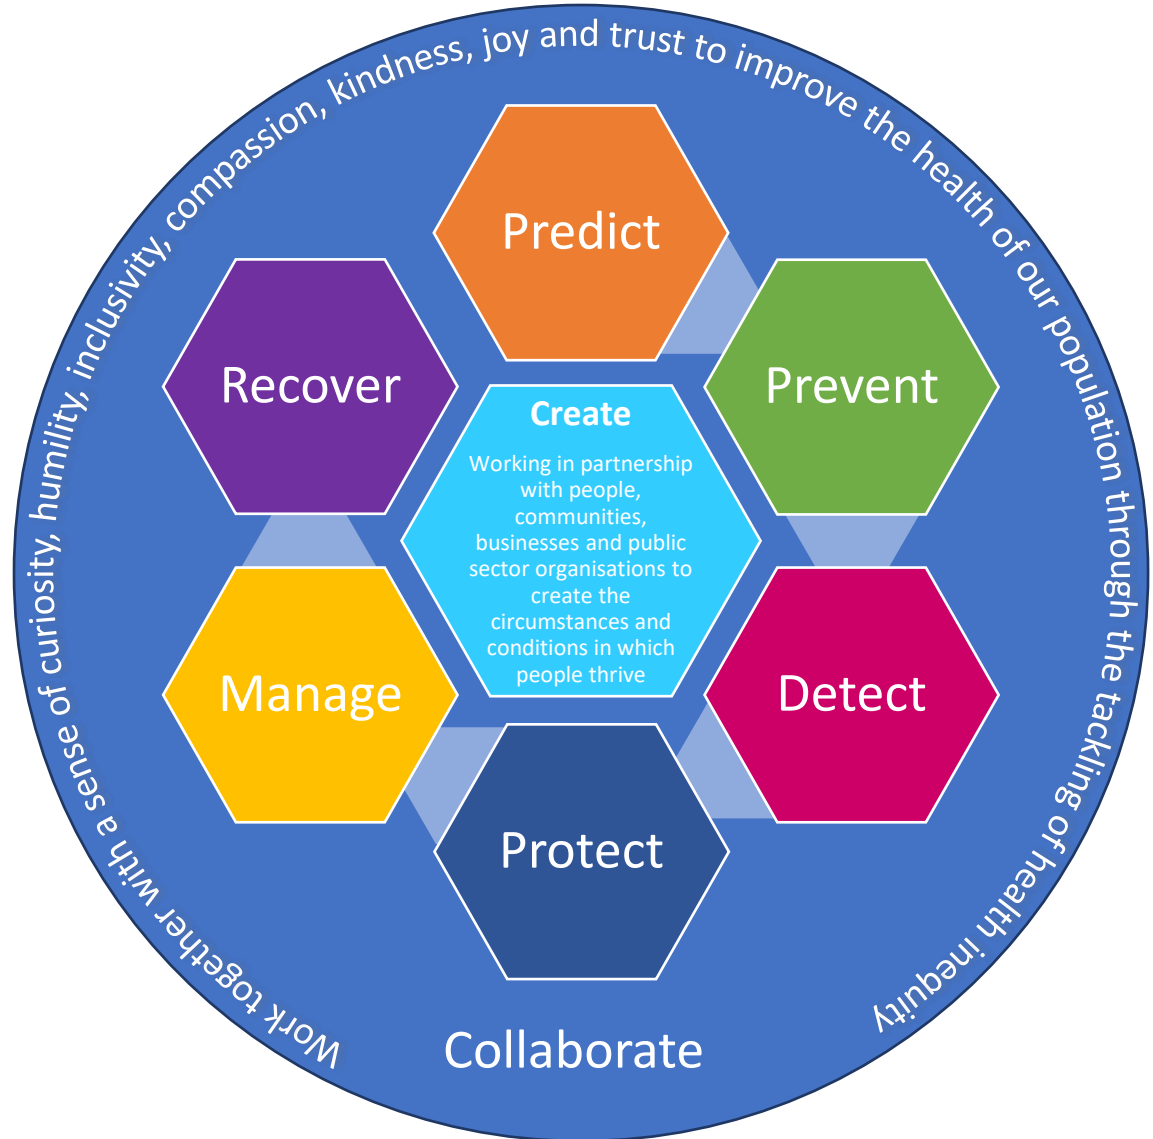 Work together with a sense of curiosity, humility, inclusivity, compassion, kindness, joy and trust to improve the health of our population through the tackling of health inequity
Predict
Prevent
Detect
Protect
Manage
Recover
Create
Working in partnership
with people,
communities,
businesses and public
sector organisations to
create the
circumstances and
conditions in which
people thrive
Collaborate